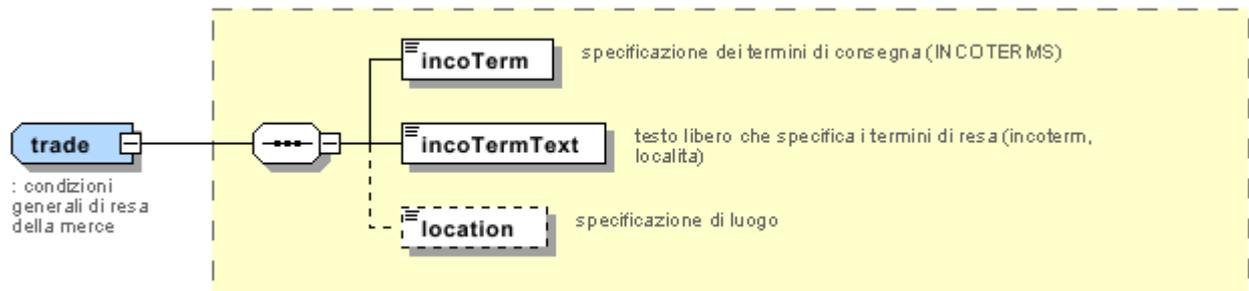 incoTerm
specificazione dei termini di consegna (INCOTERMS)
trade
: condizioni
generali di resa
della merce
incoTermText
testo libero che specifica i termini di resa (incoterm,
localita)
location
specificazione di luogo